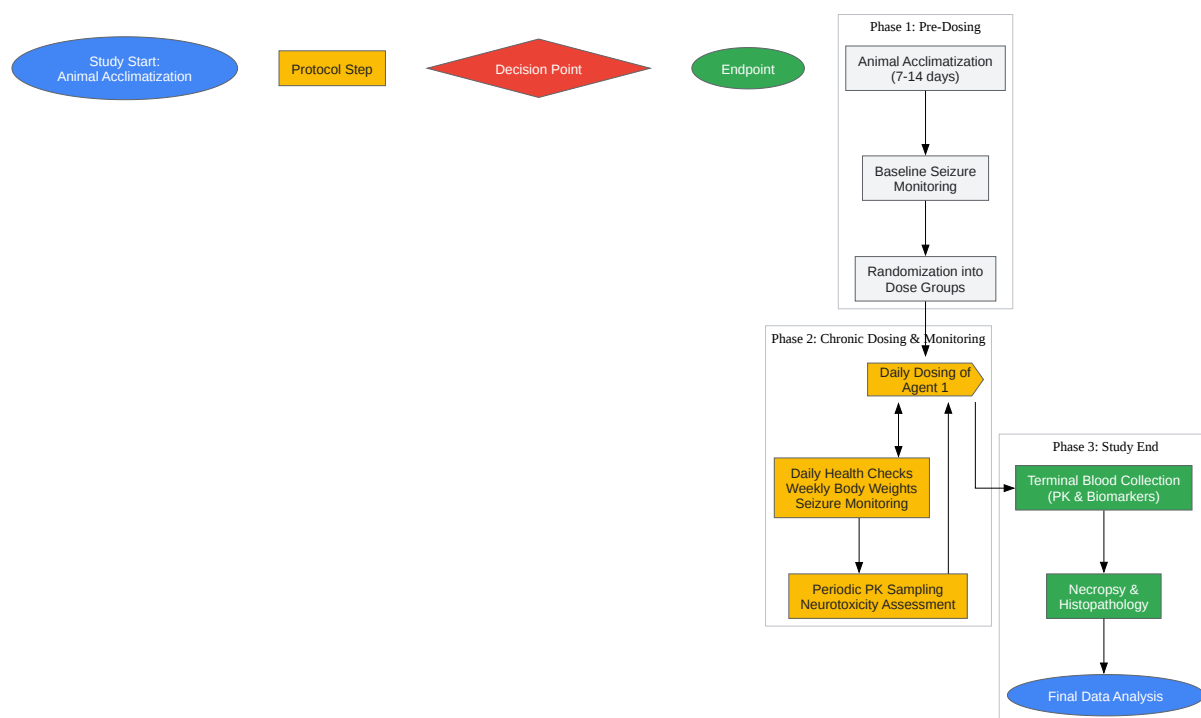 Study Start:
Animal Acclimatization
Protocol Step
Decision Point
Endpoint
Phase 1: Pre-Dosing
Animal Acclimatization
(7-14 days)
Baseline Seizure
Monitoring
Randomization into
Dose Groups
Phase 2: Chronic Dosing & Monitoring
Daily Dosing of
Agent 1
Daily Health Checks
Weekly Body Weights
Seizure Monitoring
Periodic PK Sampling
Neurotoxicity Assessment
Phase 3: Study End
Terminal Blood Collection
(PK & Biomarkers)
Necropsy &
Histopathology
Final Data Analysis